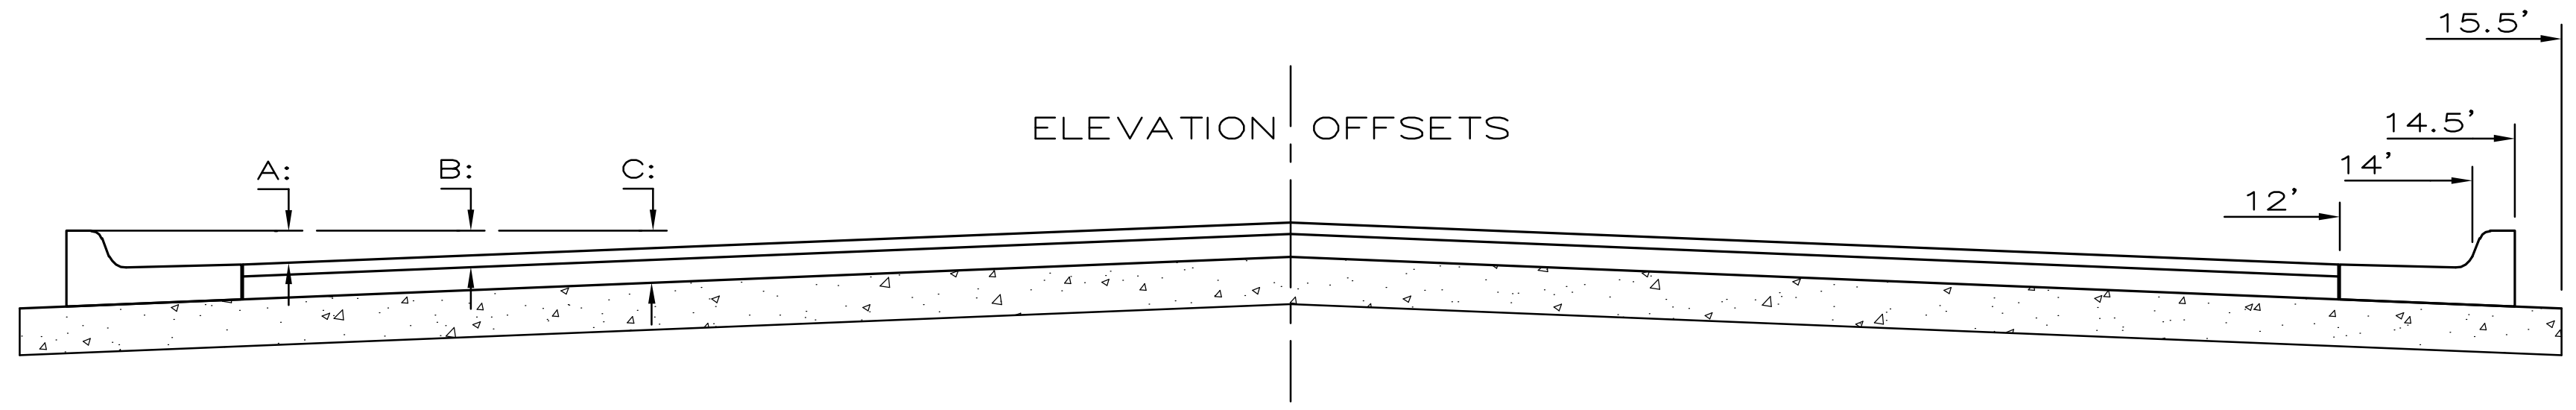 15.5'
ELEVATION OFFSETS
14.5'
14'
A: B: C:
12'